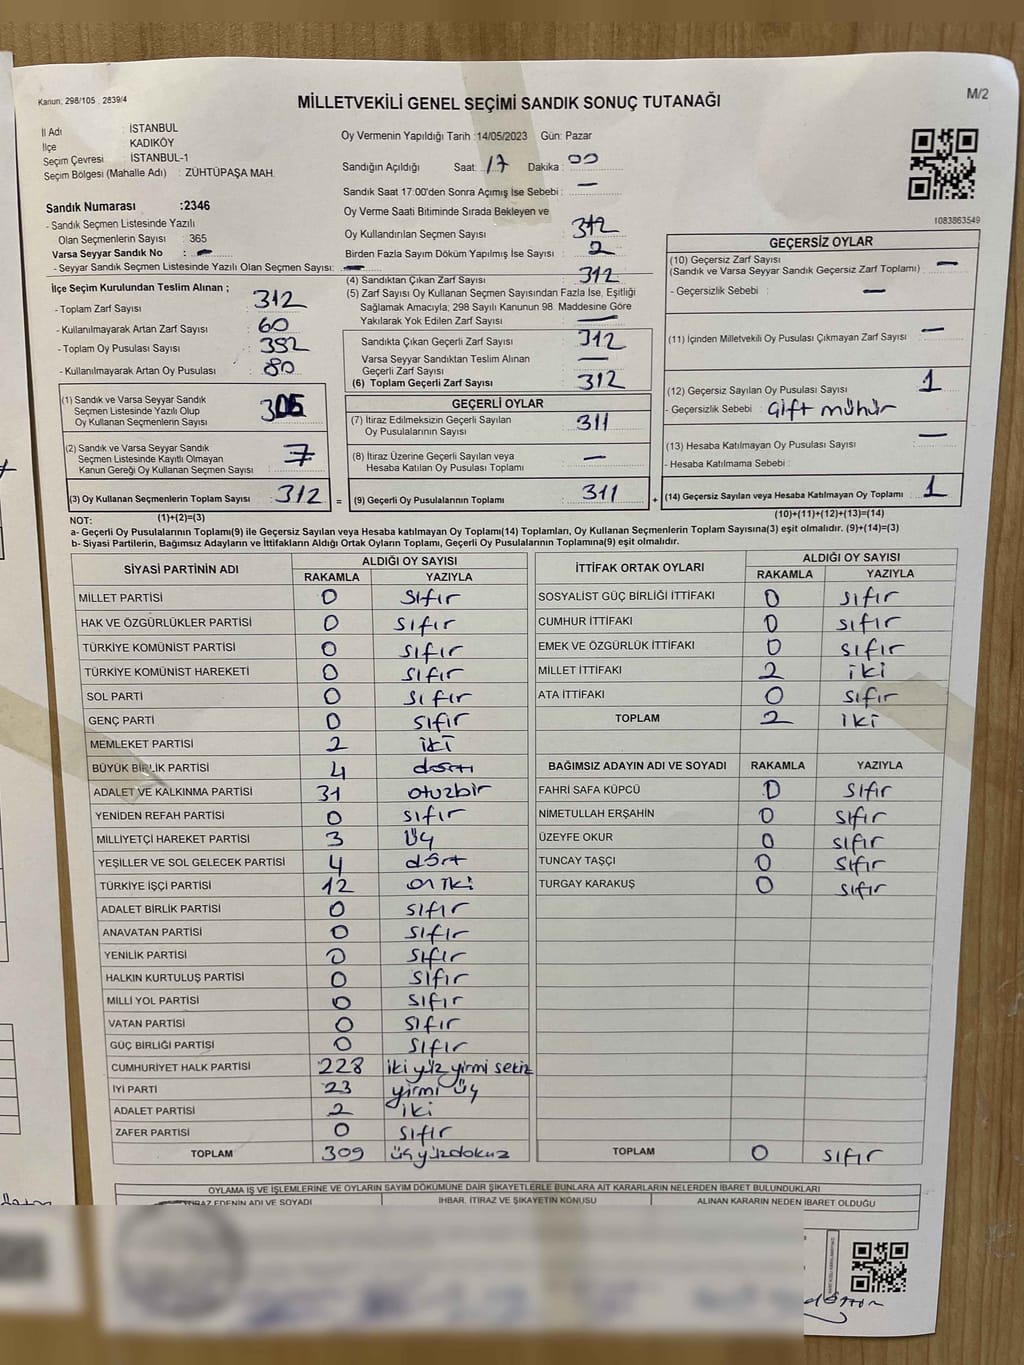 Kanun: 298/105 , 2839/4
MİLLETVEKİLİ GENEL SEÇİMİ SANDIK SONUÇ TUTANAĞI
M/2
İl Adı : İSTANBUL
İlçe : KADIKÖY
Seçim Çevresi : İSTANBUL-1
Seçim Bölgesi (Mahalle Adı) : ZÜHTÜPAŞA MAH.
Oy Vermenin Yapıldığı Tarih :14/05/2023 Gün: Pazar
Sandığın Açıldığı Saat: 17 Dakika : 00
Sandık Saat 17:00'den Sonra Açımış İse Sebebi : —
Oy Verme Saati Bitiminde Sırada Bekleyen ve
Oy Kullandırılan Seçmen Sayısı 312
Birden Fazla Sayım Döküm Yapılmış İse Sayısı : 2
1083863549
Sandık Numarası :2346
- Sandık Seçmen Listesinde Yazılı
Olan Seçmenlerin Sayısı : 365
Varsa Seyyar Sandık No : —
- Seyyar Sandık Seçmen Listesinde Yazılı Olan Seçmen Sayısı: —
İlçe Seçim Kurulundan Teslim Alınan ;
- Toplam Zarf Sayısı : 312
- Kullanılmayarak Artan Zarf Sayısı : 60
- Toplam Oy Pusulası Sayısı : 392
- Kullanılmayarak Artan Oy Pusulası : 80
(1) Sandık ve Varsa Seyyar Sandık
Seçmen Listesinde Yazılı Olup
Oy Kullanan Seçmenlerin Sayısı : 305
(2) Sandık ve Varsa Seyyar Sandık
Seçmen Listesinde Kayıtlı Olmayan
Kanun Gereği Oy Kullanan Seçmen Sayısı : 7
(3) Oy Kullanan Seçmenlerin Toplam Sayısı : 312
(1)+(2)=(3)
(4) Sandıktan Çıkan Zarf Sayısı 312
(5) Zarf Sayısı Oy Kullanan Seçmen Sayısından Fazla İse, Eşitliği
Sağlamak Amacıyla; 298 Sayılı Kanunun 98. Maddesine Göre
Yakılarak Yok Edilen Zarf Sayısı : —
Sandıkta Çıkan Geçerli Zarf Sayısı : 312
Varsa Seyyar Sandıktan Teslim Alınan
Geçerli Zarf Sayısı : —
(6) Toplam Geçerli Zarf Sayısı : 312
GEÇERLİ OYLAR
(7) İtiraz Edilmeksizin Geçerli Sayılan
Oy Pusulalarının Sayısı : 311
(8) İtiraz Üzerine Geçerli Sayılan veya
Hesaba Katılan Oy Pusulası Toplamı : —
= (9) Geçerli Oy Pusulalarının Toplamı : 311 +
GEÇERSİZ OYLAR
(10) Geçersiz Zarf Sayısı
(Sandık ve Varsa Seyyar Sandık Geçersiz Zarf Toplamı) : —
- Geçersizlik Sebebi : —
(11) İçinden Milletvekili Oy Pusulası Çıkmayan Zarf Sayısı : —
(12) Geçersiz Sayılan Oy Pusulası Sayısı : 1
- Geçersizlik Sebebi : Çift mühür
(13) Hesaba Katılmayan Oy Pusulası Sayısı : —
- Hesaba Katılmama Sebebi :
(14) Geçersiz Sayılan veya Hesaba Katılmayan Oy Toplamı : 1
(10)+(11)+(12)+(13)=(14)
NOT:
a- Geçerli Oy Pusulalarının Toplamı(9) ile Geçersiz Sayılan veya Hesaba katılmayan Oy Toplamı(14) Toplamları, Oy Kullanan Seçmenlerin Toplam Sayısına(3) eşit olmalıdır. (9)+(14)=(3)
b- Siyasi Partilerin, Bağımsız Adayların ve İttifakların Aldığı Ortak Oyların Toplamı, Geçerli Oy Pusulalarının Toplamına(9) eşit olmalıdır.
SİYASİ PARTİNİN ADI ALDIĞI OY SAYISI
RAKAMLA YAZIYLA
MİLLET PARTİSİ 0 sıfır
HAK VE ÖZGÜRLÜKLER PARTİSİ 0 sıfır
TÜRKİYE KOMÜNİST PARTİSİ 0 sıfır
TÜRKİYE KOMÜNİST HAREKETİ 0 sıfır
SOL PARTİ 0 sıfır
GENÇ PARTİ 0 sıfır
MEMLEKET PARTİSİ 2 iki
BÜYÜK BİRLİK PARTİSİ 4 dört
ADALET VE KALKINMA PARTİSİ 31 otuzbir
YENİDEN REFAH PARTİSİ 0 sıfır
MİLLİYETÇİ HAREKET PARTİSİ 3 üç
YEŞİLLER VE SOL GELECEK PARTİSİ 4 dört
TÜRKİYE İŞÇİ PARTİSİ 12 on iki
ADALET BİRLİK PARTİSİ 0 sıfır
ANAVATAN PARTİSİ 0 sıfır
YENİLİK PARTİSİ 0 sıfır
HALKIN KURTULUŞ PARTİSİ 0 sıfır
MİLLİ YOL PARTİSİ 0 sıfır
VATAN PARTİSİ 0 sıfır
GÜÇ BİRLİĞİ PARTİSİ 0 sıfır
CUMHURİYET HALK PARTİSİ 228 iki yüz yirmi sekiz
İYİ PARTİ 23 yirmi üç
ADALET PARTİSİ 2 iki
ZAFER PARTİSİ 0 sıfır
TOPLAM 309 üç yüz dokuz
İTTİFAK ORTAK OYLARI ALDIĞI OY SAYISI
RAKAMLA YAZIYLA
SOSYALİST GÜÇ BİRLİĞİ İTTİFAKI 0 sıfır
CUMHUR İTTİFAKI 0 sıfır
EMEK VE ÖZGÜRLÜK İTTİFAKI 0 sıfır
MİLLET İTTİFAKI 2 iki
ATA İTTİFAKI 0 sıfır
TOPLAM 2 iki
BAĞIMSIZ ADAYIN ADI VE SOYADI RAKAMLA YAZIYLA
FAHRİ SAFA KÜPCÜ 0 sıfır
NİMETULLAH ERŞAHİN 0 sıfır
ÜZEYFE OKUR 0 sıfır
TUNCAY TAŞÇI 0 sıfır
TURGAY KARAKUŞ 0 sıfır
TOPLAM 0 sıfır
OYLAMA İŞ VE İŞLEMLERİNE VE OYLARIN SAYIM DÖKÜMÜNE DAİR ŞİKAYETLERLE BUNLARA AİT KARARLARIN NELERDEN İBARET BULUNDUKLARI
İTİRAZ EDENİN ADI VE SOYADI İHBAR, İTİRAZ VE ŞİKAYETİN KONUSU ALINAN KARARIN NEDEN İBARET OLDUĞU